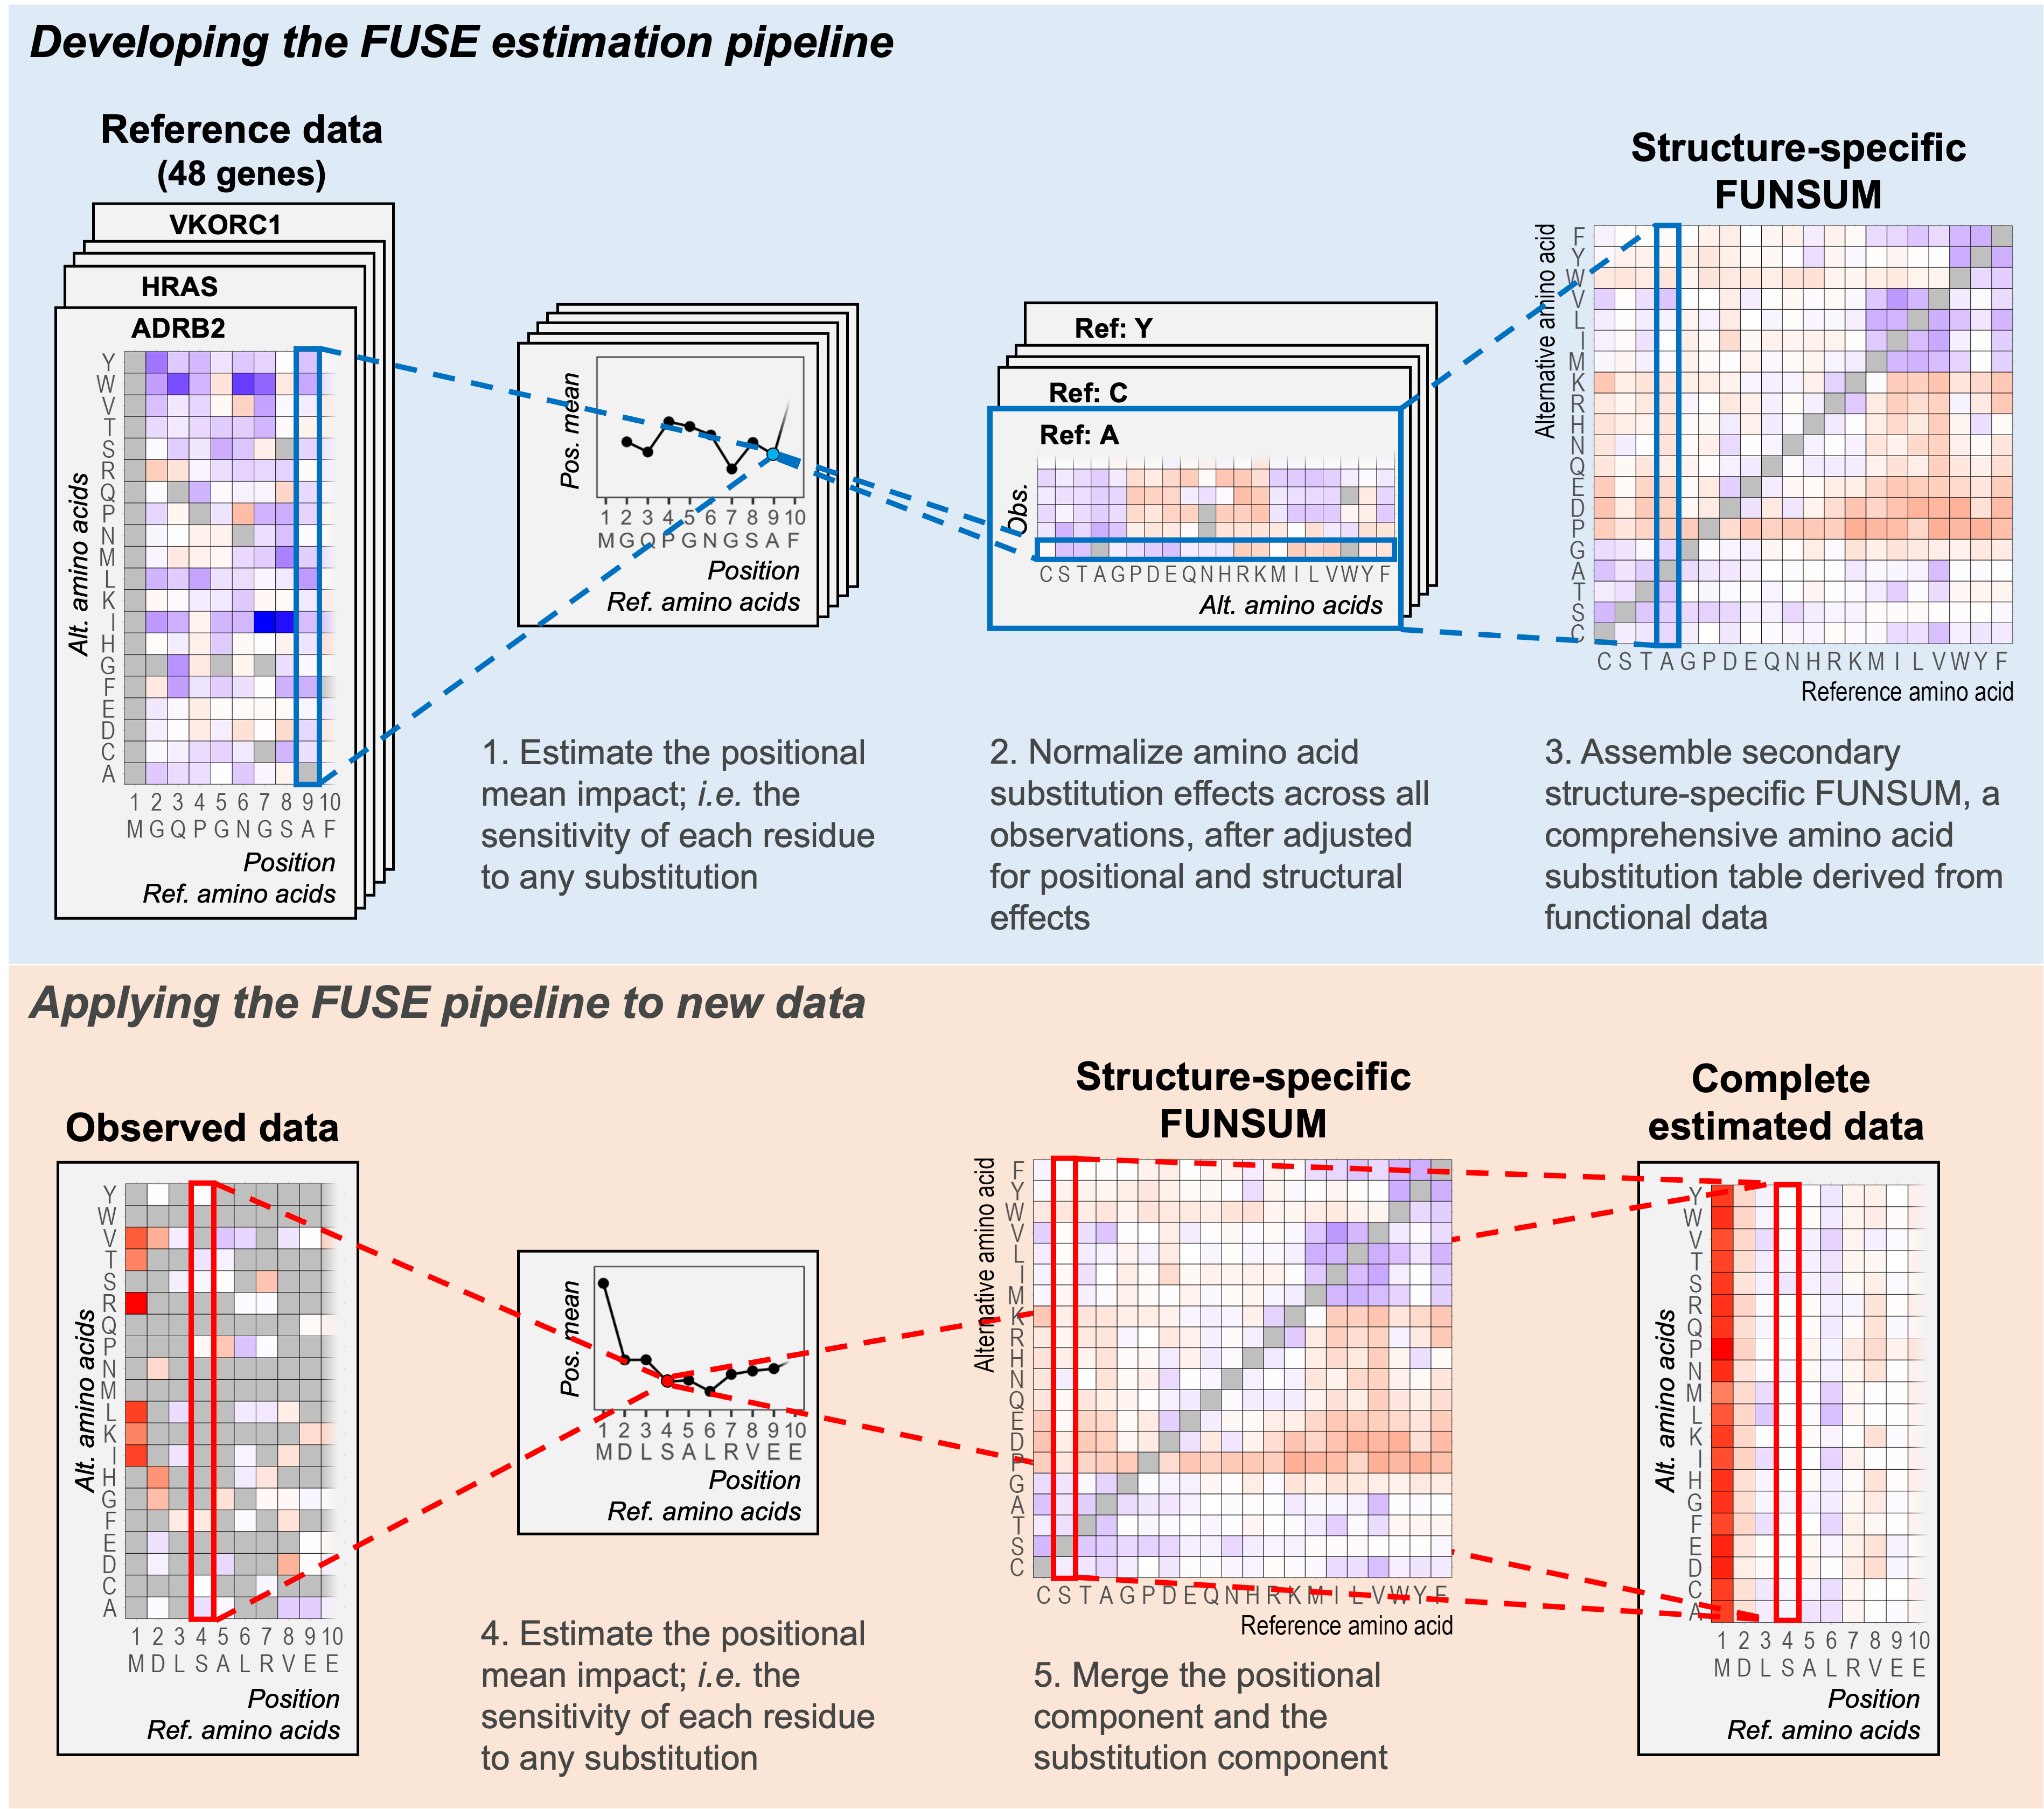 Developing the FUSE estimation pipeline
Reference data
(48 genes)
VKORC1
HRAS
ADRB2
Alt. amino acids
Y
W
V
T
S
R
Q
P
N
M
L
K
I
H
G
F
E
D
C
A
1 2 3 4 5 6 7 8 9 10
M G Q P G N G S A F
Position
Ref. amino acids
Pos. mean
1 2 3 4 5 6 7 8 9 10
M G Q P G N G S A F
Position
Ref. amino acids
1. Estimate the positional
mean impact; i.e. the
sensitivity of each residue
to any substitution
Ref: Y
Ref: C
Ref: A
Obs.
C S T A G P D E Q N H R K M I L V W Y F
Alt. amino acids
2. Normalize amino acid
substitution effects across all
observations, after adjusted
for positional and structural
effects
Structure-specific
FUNSUM
Alternative amino acid
F
Y
W
V
L
I
M
K
R
H
N
Q
E
D
P
G
A
T
S
C
C S T A G P D E Q N H R K M I L V W Y F
Reference amino acid
3. Assemble secondary
structure-specific FUNSUM, a
comprehensive amino acid
substitution table derived from
functional data
Applying the FUSE pipeline to new data
Observed data
Alt. amino acids
Y
W
V
T
S
R
Q
P
N
M
L
K
I
H
G
F
E
D
C
A
1 2 3 4 5 6 7 8 9 10
M D L S A L R V E E
Position
Ref. amino acids
Pos. mean
1 2 3 4 5 6 7 8 9 10
M D L S A L R V E E
Position
Ref. amino acids
4. Estimate the positional
mean impact; i.e. the
sensitivity of each residue
to any substitution
Structure-specific
FUNSUM
Alternative amino acid
F
Y
W
V
L
I
M
K
R
H
N
Q
E
D
P
G
A
T
S
C
C S T A G P D E Q N H R K M I L V W Y F
Reference amino acid
5. Merge the positional
component and the
substitution component
Complete
estimated data
Alt. amino acids
Y
W
V
T
S
R
Q
P
N
M
L
K
I
H
G
F
E
D
C
A
1 2 3 4 5 6 7 8 9 10
M D L S A L R V E E
Position
Ref. amino acids